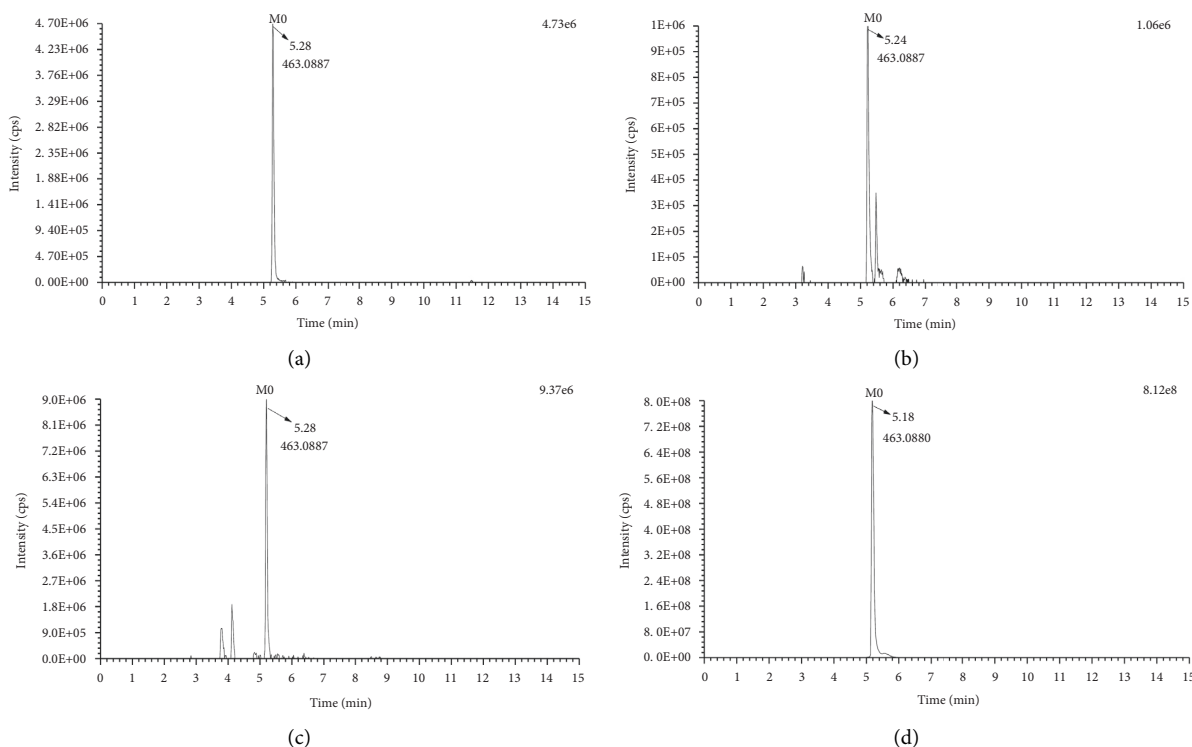 M0
4.73e6
5.28
463.0887
4.70E+06
4.23E+06
3.76E+06
3.29E+06
2.82E+06
2.35E+06
1.88E+06
1. 41E+06
9. 40E+05
4.70E+05
0.00E+00
Intensity (cps)
0 1 2 3 4 5 6 7 8 9 10 11 12 13 14 15
Time (min)
(a)
M0
1.06e6
5.24
463.0887
1E+06
9E+05
8E+05
7E+05
6E+05
5E+05
4E+05
3E+05
2E+05
1E+05
0E+00
Intensity (cps)
0 1 2 3 4 5 6 7 8 9 10 11 12 13 14 15
Time (min)
(b)
M0
9.37e6
5.28
463.0887
9.0E+06
8.1E+06
7.2E+06
6.3E+06
5.4E+06
4.5E+06
3.6E+06
2.7E+06
1.8E+06
9.0E+05
0.0E+00
Intensity (cps)
0 1 2 3 4 5 6 7 8 9 10 11 12 13 14 15
Time (min)
(c)
M0
8.12e8
5.18
463.0880
8. 0E+08
7. 2E+08
6. 4E+08
5. 6E+08
4. 8E+08
4. 0E+08
3. 2E+08
2. 4E+08
1. 6E+08
8. 0E+07
0. 0E+00
Intensity (cps)
0 1 2 3 4 5 6 7 8 9 10 11 12 13 14 15
Time (min)
(d)